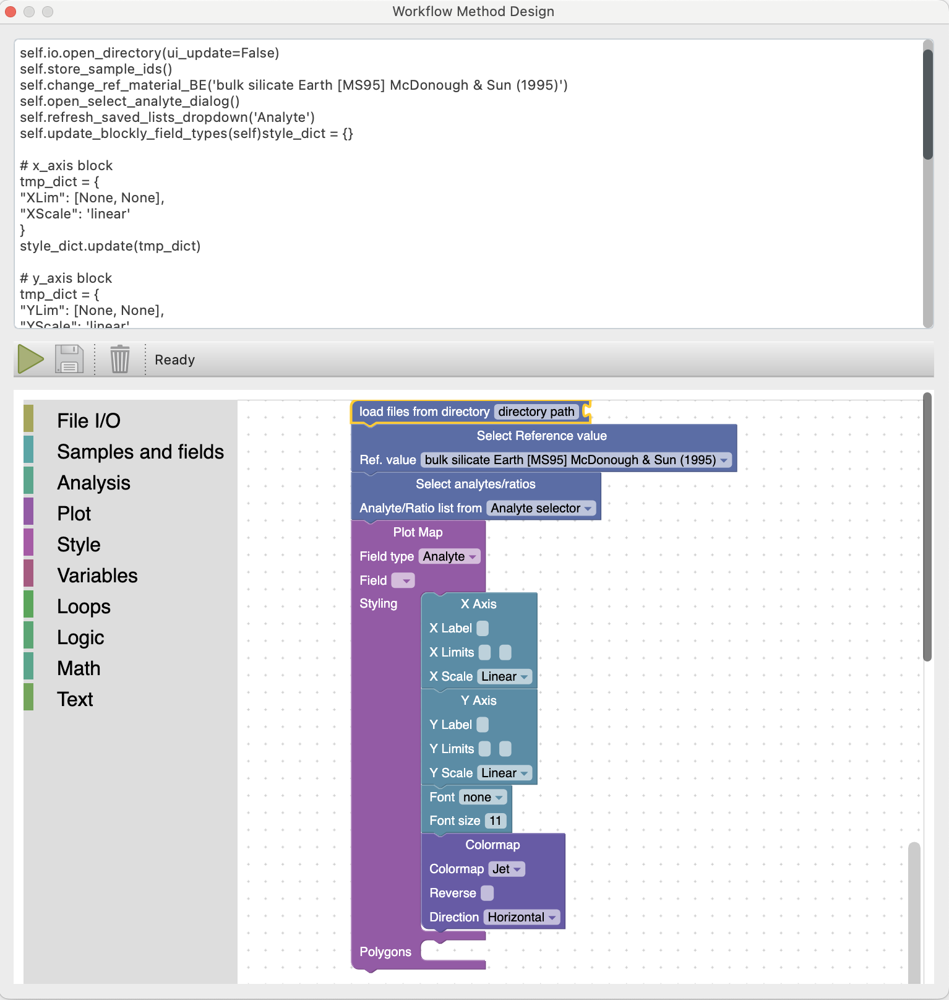 Workflow Method Design
self.io.open_directory(ui_update=False)
self.store_sample_ids()
self.change_ref_material_BE('bulk silicate Earth [MS95] McDonough & Sun (1995)')
self.open_select_analyte_dialog()
self.refresh_saved_lists_dropdown('Analyte')
self.update_blockly_field_types(self)style_dict = {}
# x_axis block
tmp_dict = {
"XLim": [None, None],
"XScale": 'linear'
}
style_dict.update(tmp_dict)
# y_axis block
tmp_dict = {
"YLim": [None, None],
"YScale": 'linear'
Ready
File I/O
Samples and fields
Analysis
Plot
Style
Variables
Loops
Logic
Math
Text
load files from directory directory path
Select Reference value
Ref. value bulk silicate Earth [MS95] McDonough & Sun (1995)
Select analytes/ratios
Analyte/Ratio list from Analyte selector
Plot Map
Field type Analyte
Field
Styling
X Axis
X Label
X Limits
X Scale Linear
Y Axis
Y Label
Y Limits
Y Scale Linear
Font none
Font size 11
Colormap
Colormap Jet
Reverse
Direction Horizontal
Polygons